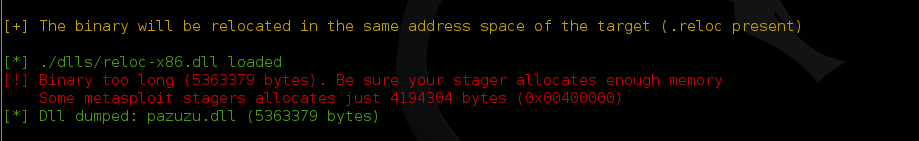 [+] The binary will be relocated in the same address space of the target (.reloc present)
[*] ./dlls/reloc-x86.dll loaded
[!] Binary too long (5363379 bytes). Be sure your stager allocates enough memory
Some metasploit stagers allocates just 4194304 bytes (0x00400000)
[*] Dll dumped: pazuzu.dll (5363379 bytes)